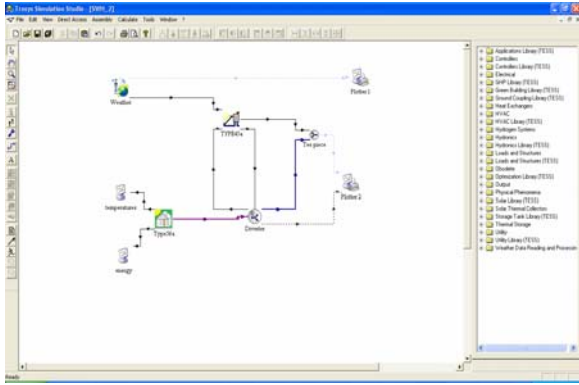 Trnsys Simulation Studio - [SWH_2]
File Edit View Direct Access Assembly Calculate Tools Window ?
Weather
Plotter 1
Tee piece
Plotter 2
temperatures
Diverter
Type56a
energy
Applications Library (TESS)
Controllers
Controllers Library (TESS)
Electrical
GHP Library (TESS)
Green Building Library (TESS)
Ground Coupling Library (TESS)
Heat Exchangers
HVAC
HVAC Library (TESS)
Hydrogen Systems
Hydronics
Hydronics Library (TESS)
Loads and Structures
Loads and Structures (TESS)
Obsolete
Optimization Library (TESS)
Output
Physical Phenomena
Solar Library (TESS)
Solar Thermal Collectors
Storage Tank Library (TESS)
Thermal Storage
Utility
Utility Library (TESS)
Weather Data Reading and Processin
Ready